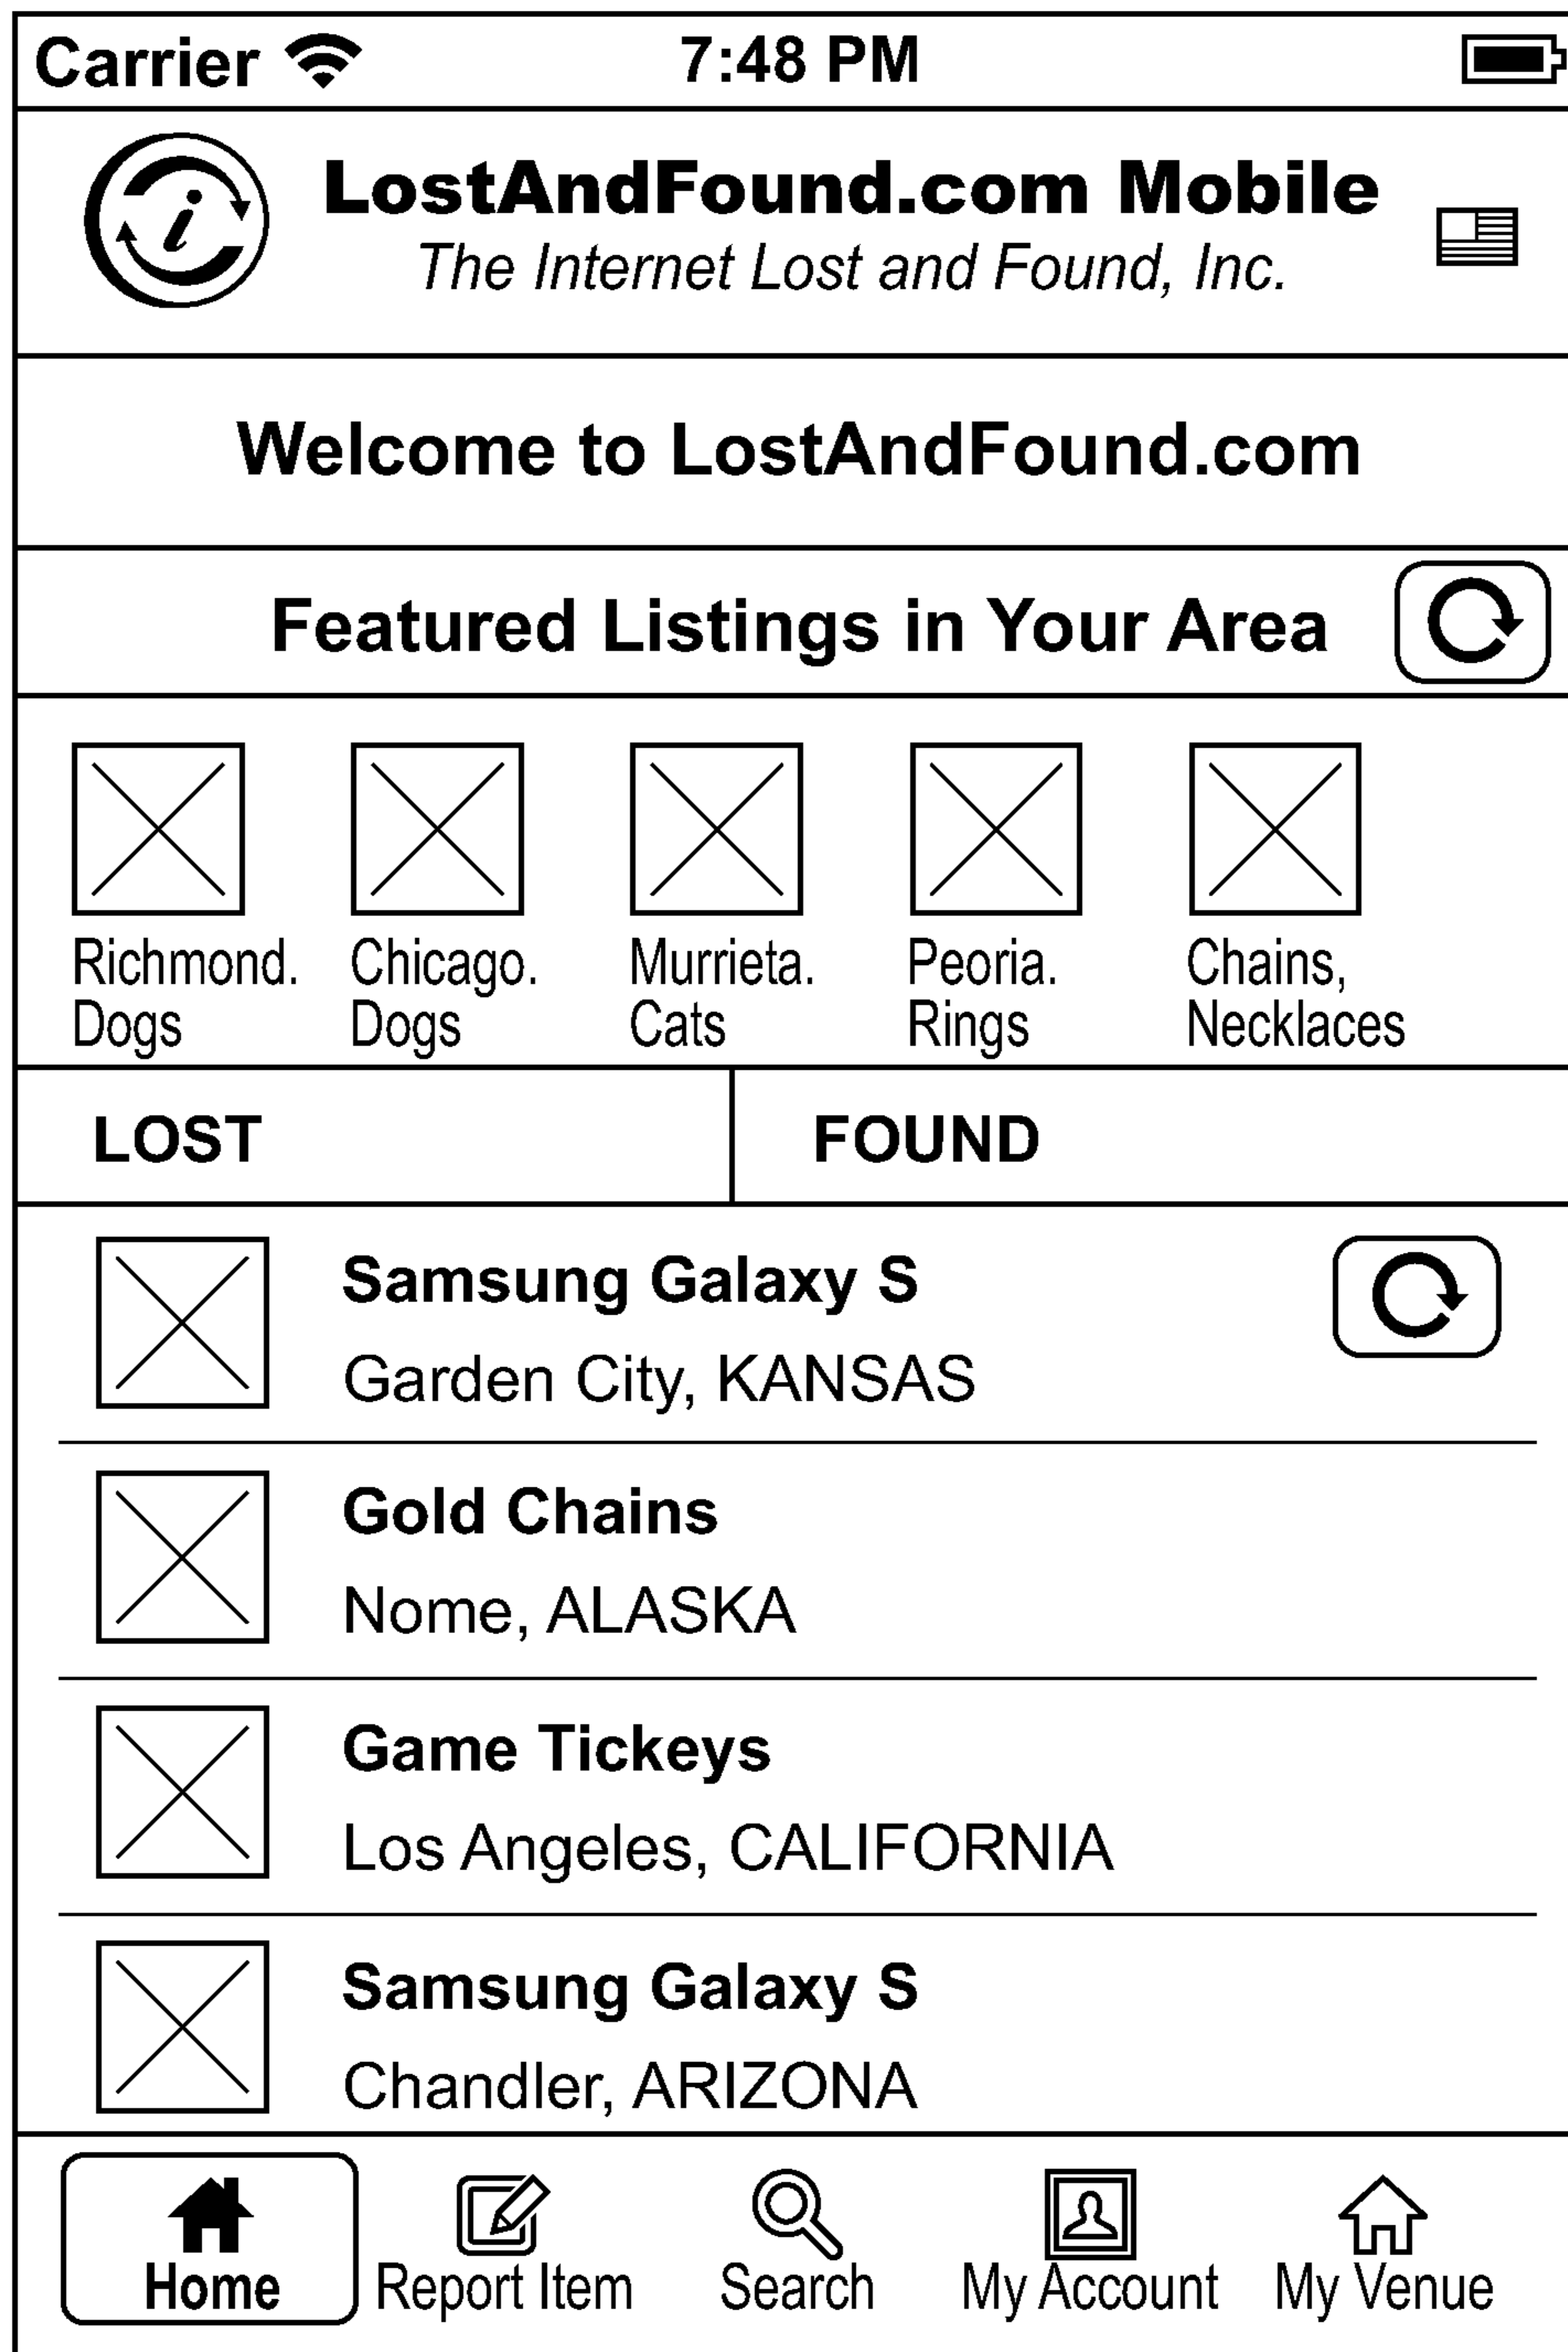 Carrier 7:48 PM
i
LostAndFound.com Mobile
The Internet Lost and Found, Inc.
Welcome to LostAndFound.com
Featured Listings in Your Area
Richmond. Chicago. Murrieta. Peoria. Chains,
Dogs Dogs Cats Rings Necklaces
LOST FOUND
Samsung Galaxy S
Garden City, KANSAS
Gold Chains
Nome, ALASKA
Game Tickeys
Los Angeles, CALIFORNIA
Samsung Galaxy S
Chandler, ARIZONA
Home Report Item Search My Account My Venue